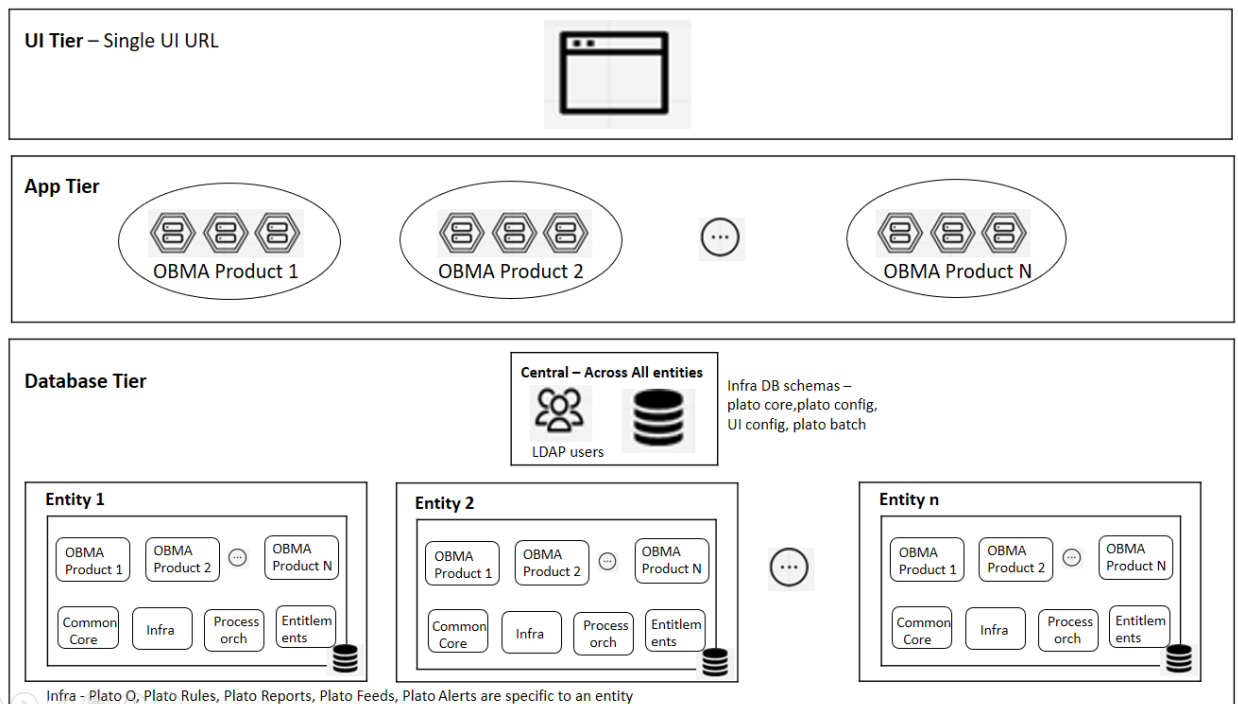 UI Tier – Single UI URL
App Tier
OBMA Product 1
OBMA Product 2
OBMA Product N
Database Tier
Central – Across All entities
LDAP users
Infra DB schemas –
plato core,plato config,
UI config, plato batch
Entity 1
OBMA
Product 1
OBMA
Product 2
OBMA
Product N
Common
Core
Infra
Process
orch
Entitlem
ents
Entity 2
OBMA
Product 1
OBMA
Product 2
OBMA
Product N
Common
Core
Infra
Process
orch
Entitlem
ents
Entity n
OBMA
Product 1
OBMA
Product 2
OBMA
Product N
Common
Core
Infra
Process
orch
Entitlem
ents
Infra - Plato O, Plato Rules, Plato Reports, Plato Feeds, Plato Alerts are specific to an entity